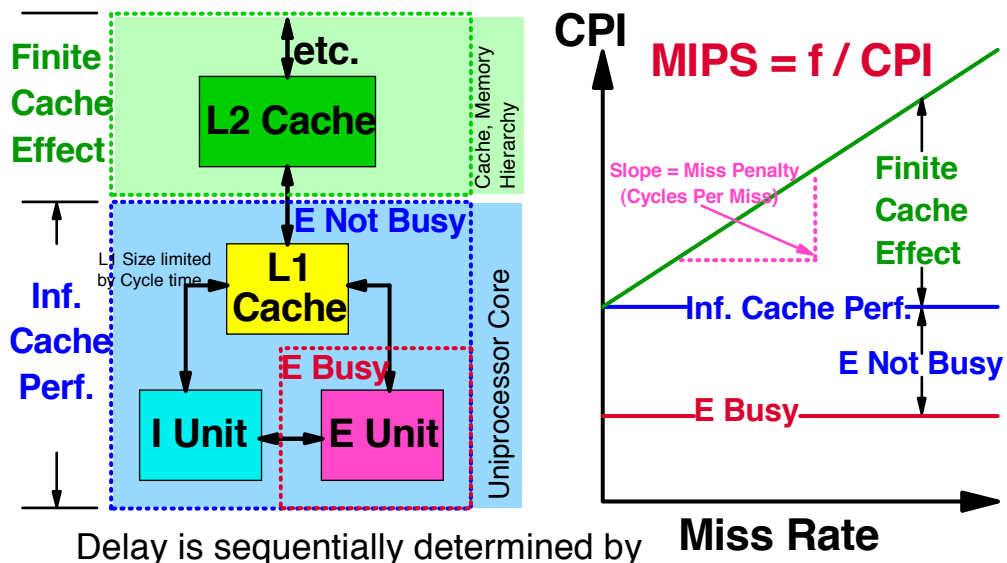 Finite
Cache
Effect
etc.
L2 Cache
Cache, Memory
Hierarchy
E Not Busy
L1 Size limited
by Cycle time
L1
Cache
Inf.
Cache
Perf.
E Busy
I Unit
E Unit
Uniprocessor Core
Delay is sequentially determined by
CPI
MIPS = f / CPI
Slope = Miss Penalty
(Cycles Per Miss)
Finite
Cache
Effect
Inf. Cache Perf.
E Not Busy
E Busy
Miss Rate